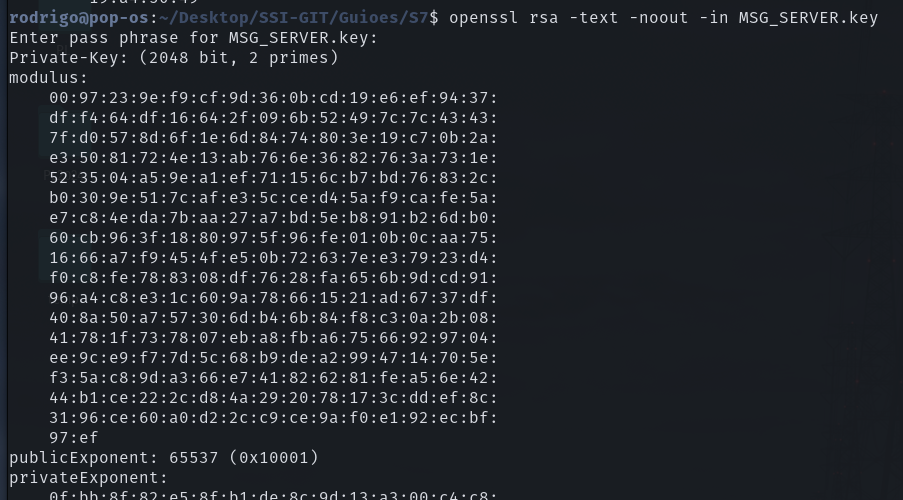 rodrigo@pop-os:~/Desktop/SSI-GIT/Guioes/S7$ openssl rsa -text -noout -in MSG_SERVER.key
Enter pass phrase for MSG_SERVER.key:
Private-Key: (2048 bit, 2 primes)
modulus:
00:97:23:9e:f9:cf:9d:36:0b:cd:19:e6:ef:94:37:
df:f4:64:df:16:64:2f:09:6b:52:49:7c:7c:43:43:
7f:d0:57:8d:6f:1e:6d:84:74:80:3e:19:c7:0b:2a:
e3:50:81:72:4e:13:ab:76:6e:36:82:76:3a:73:1e:
52:35:04:a5:9e:a1:ef:71:15:6c:b7:bd:76:83:2c:
b0:30:9e:51:7c:af:e3:5c:ce:d4:5a:f9:ca:fe:5a:
e7:c8:4e:da:7b:aa:27:a7:bd:5e:b8:91:b2:6d:b0:
60:cb:96:3f:18:80:97:5f:96:fe:01:0b:0c:aa:75:
16:66:a7:f9:45:4f:e5:0b:72:63:7e:e3:79:23:d4:
f0:c8:fe:78:83:08:df:76:28:fa:65:6b:9d:cd:91:
96:a4:c8:e3:1c:60:9a:78:66:15:21:ad:67:37:df:
40:8a:50:a7:57:30:6d:b4:6b:84:f8:c3:0a:2b:08:
41:78:1f:73:78:07:eb:a8:fb:a6:75:66:92:97:04:
ee:9c:e9:f7:7d:5c:68:b9:de:a2:99:47:14:70:5e:
f3:5a:c8:9d:a3:66:e7:41:82:62:81:fe:a5:6e:42:
44:b1:ce:22:2c:d8:4a:29:20:78:17:3c:dd:ef:8c:
31:96:ce:60:a0:d2:2c:c9:ce:9a:f0:e1:92:ec:bf:
97:ef
publicExponent: 65537 (0x10001)
privateExponent:
0f:bb:8f:82:e5:8f:b1:de:8c:9d:13:a3:00:c4:c8: